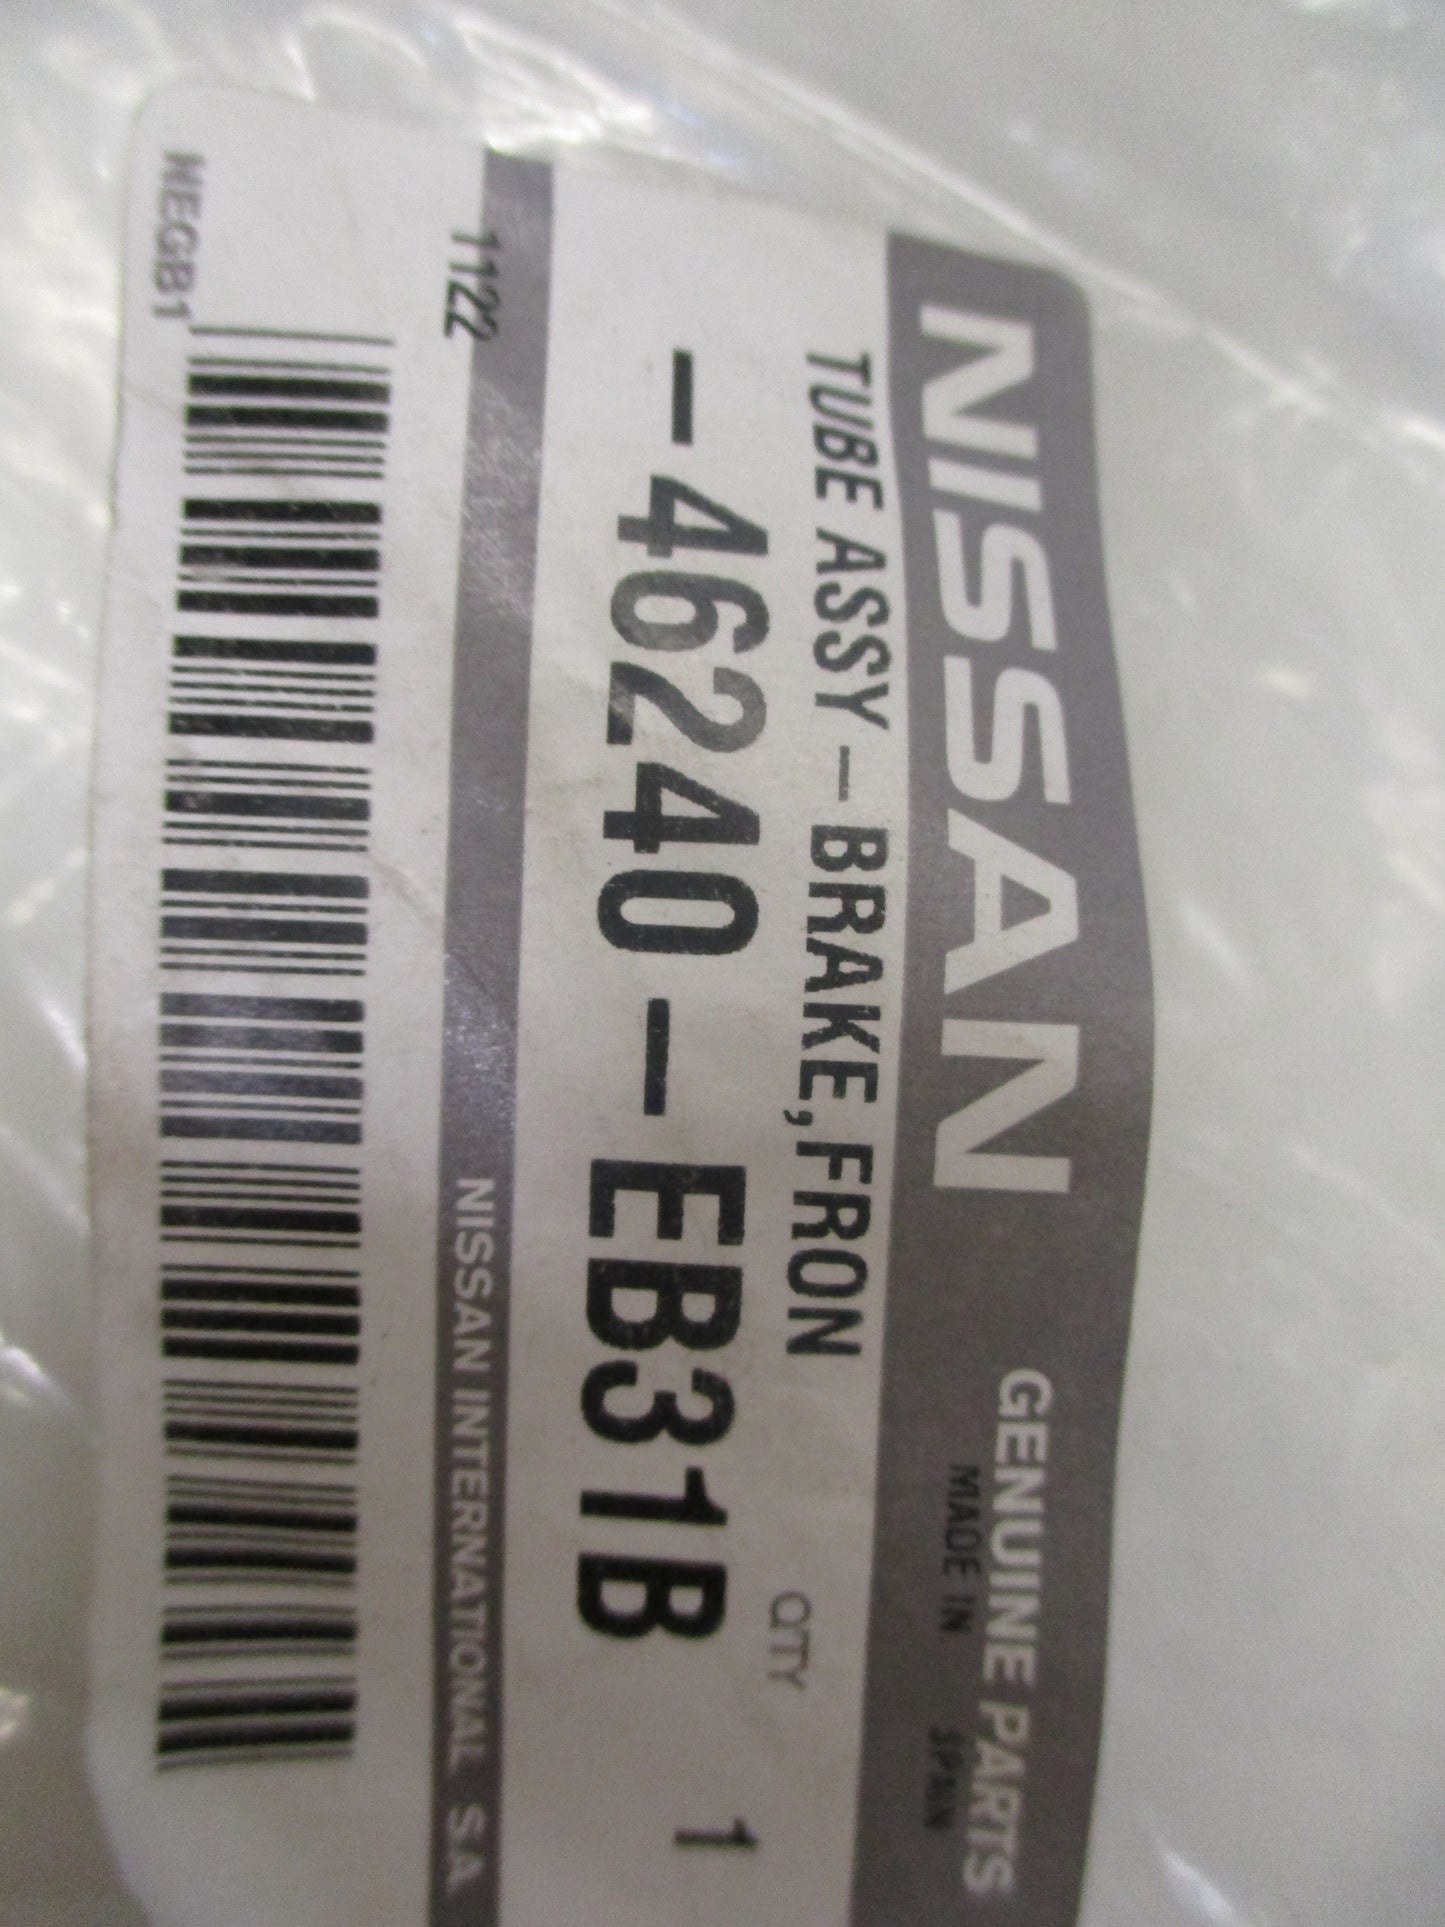 NISSAN GENUINE PARTS
MADE IN SPAIN
TUBE ASSY-BRAKE,FRON
QTY
-46240-EB31B 1
1122 NISSAN INTERNATIONAL S.A
NEGB1